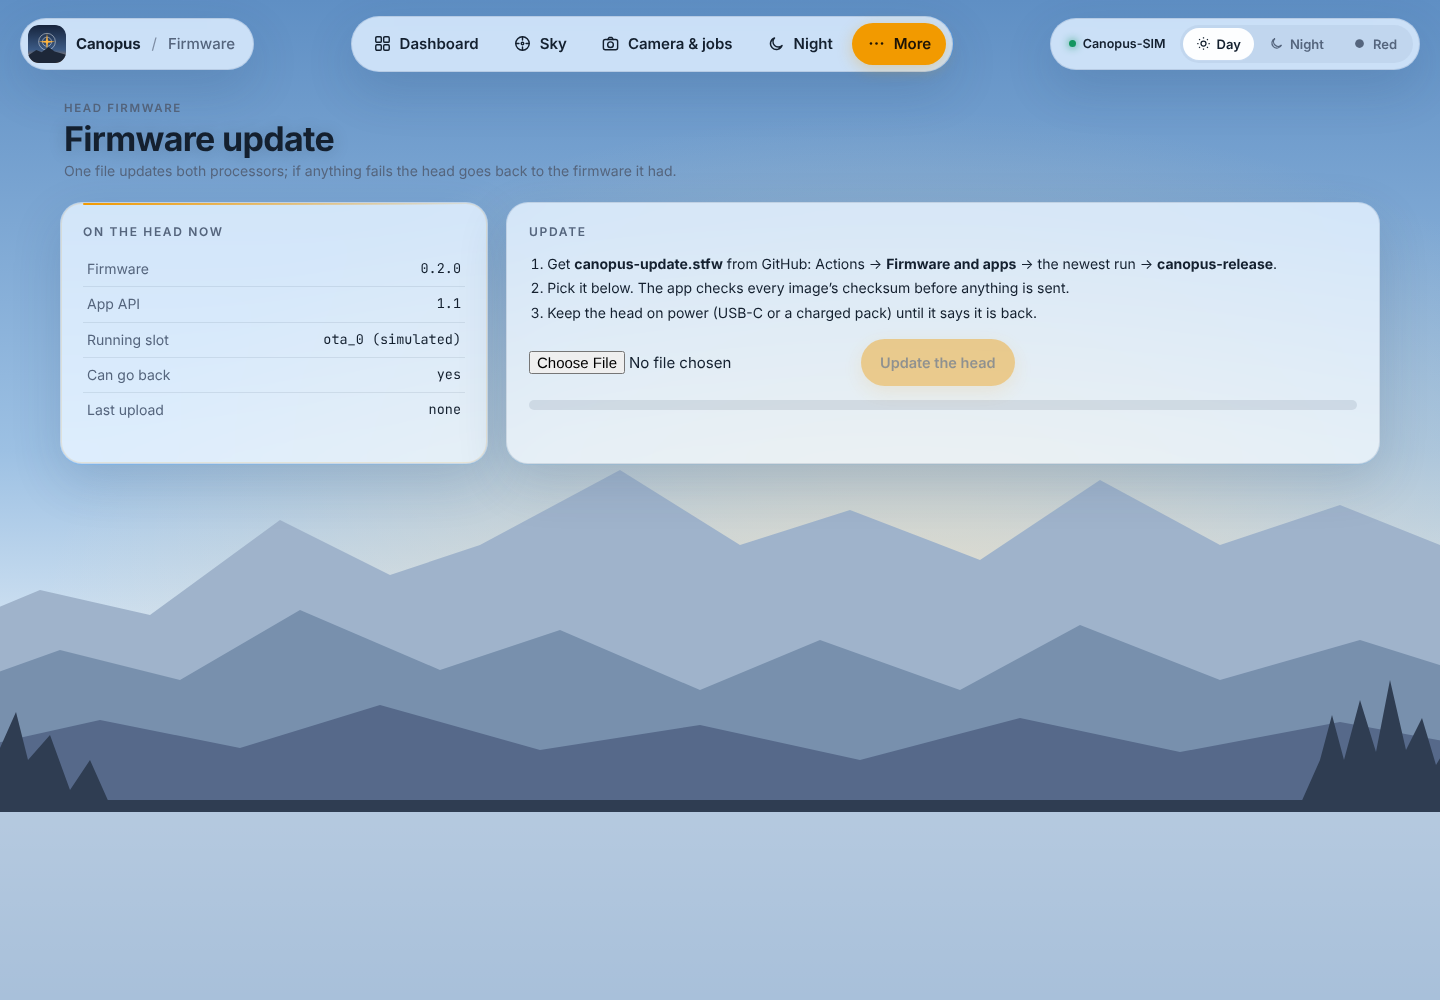 Canopus / Firmware
Dashboard
Sky
Camera & jobs
Night
More
Canopus-SIM
Day
Night
Red
HEAD FIRMWARE
Firmware update
One file updates both processors; if anything fails the head goes back to the firmware it had.
ON THE HEAD NOW
Firmware 0.2.0
App API 1.1
Running slot ota_0 (simulated)
Can go back yes
Last upload none
UPDATE
1. Get canopus-update.stfw from GitHub: Actions → Firmware and apps → the newest run → canopus-release.
2. Pick it below. The app checks every image's checksum before anything is sent.
3. Keep the head on power (USB-C or a charged pack) until it says it is back.
Choose File No file chosen
Update the head